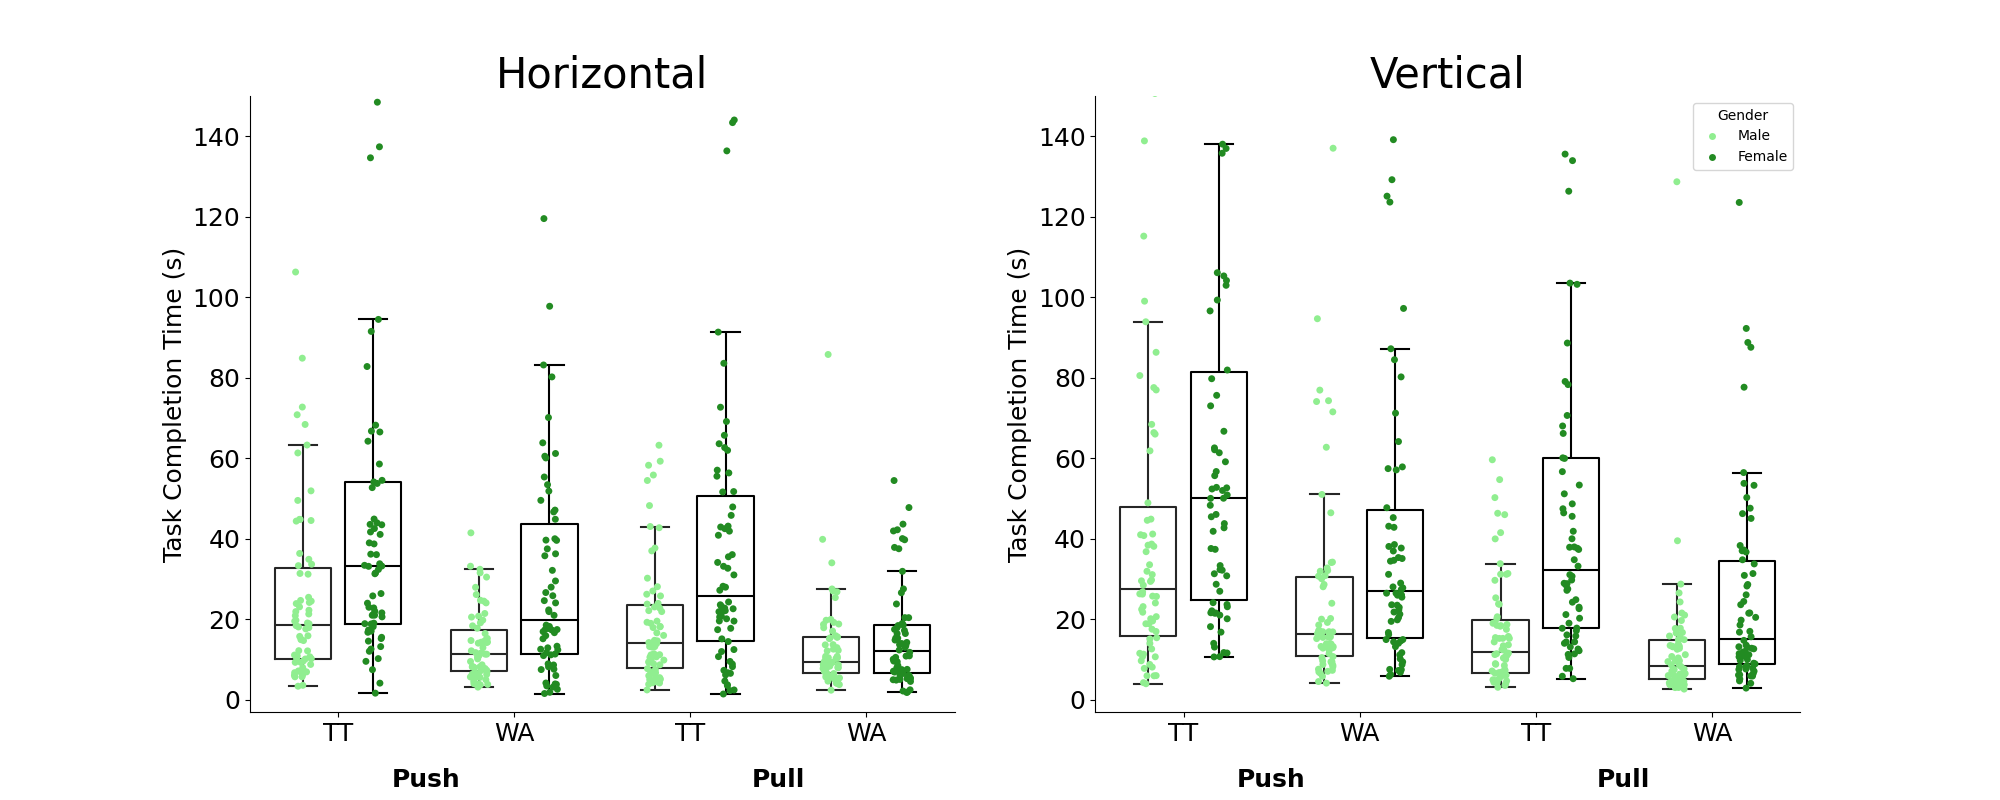 Horizontal
Task Completion Time (s)
140
120
100
80
60
40
20
0
TT
WA
TT
WA
Push
Pull
Vertical
Task Completion Time (s)
140
120
100
80
60
40
20
0
Gender
Male
Female
TT
WA
TT
WA
Push
Pull